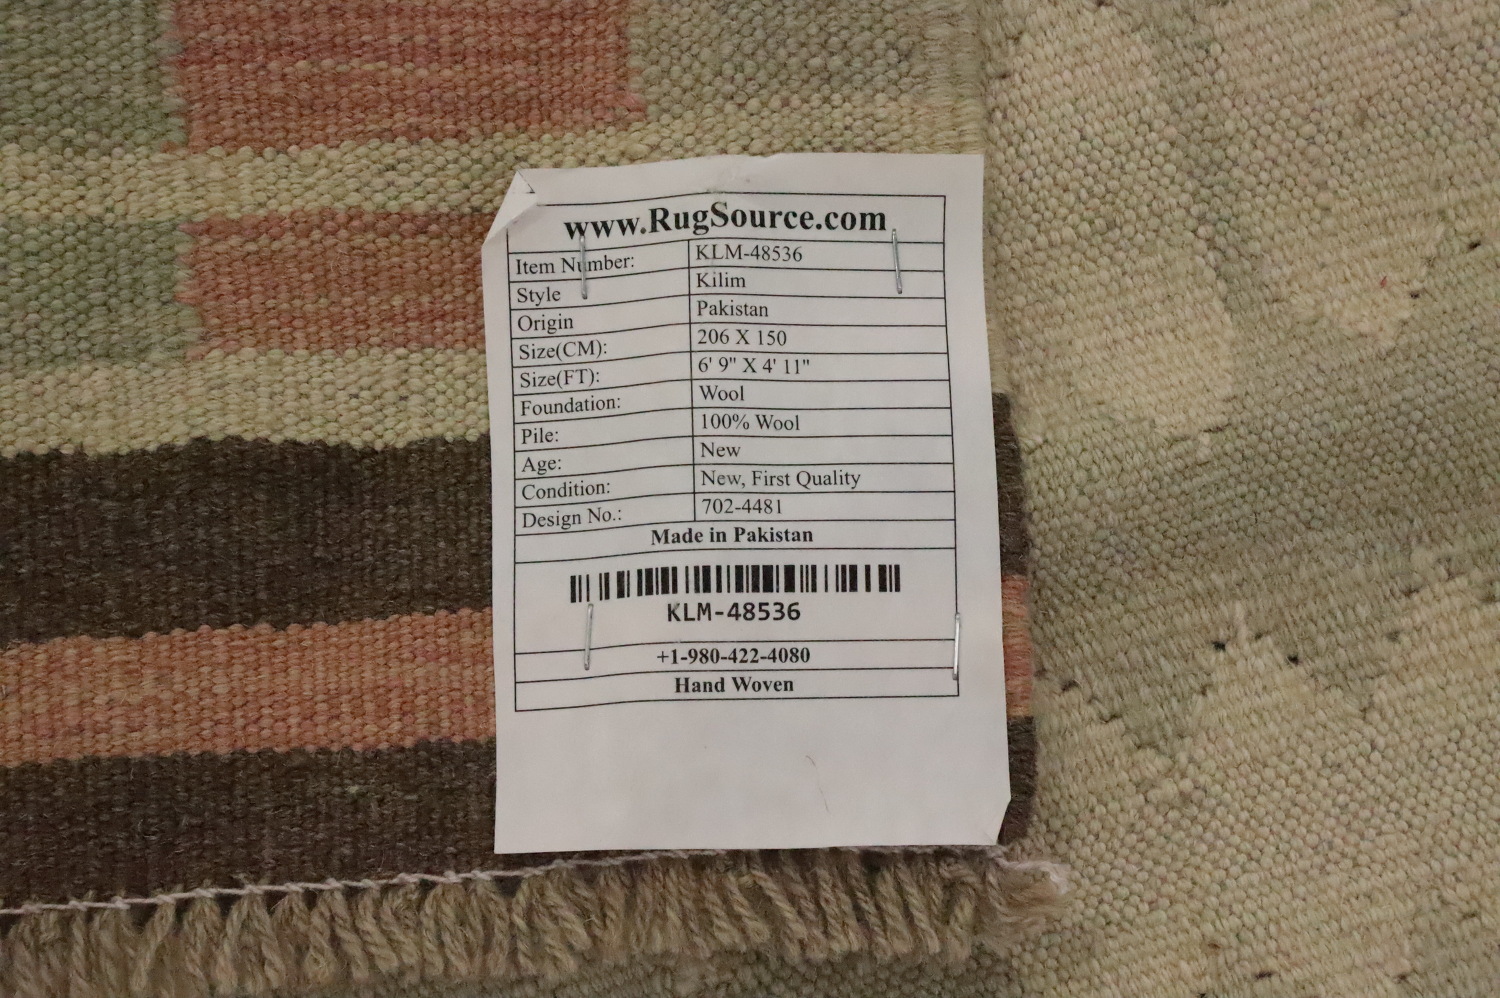 www.RugSource.com
Item Number: KLM-48536
Style Kilim
Origin Pakistan
Size(CM): 206 X 150
Size(FT): 6' 9" X 4' 11"
Foundation: Wool
Pile: 100% Wool
Age: New
Condition: New, First Quality
Design No.: 702-4481
Made in Pakistan
KLM-48536
+1-980-422-4080
Hand Woven